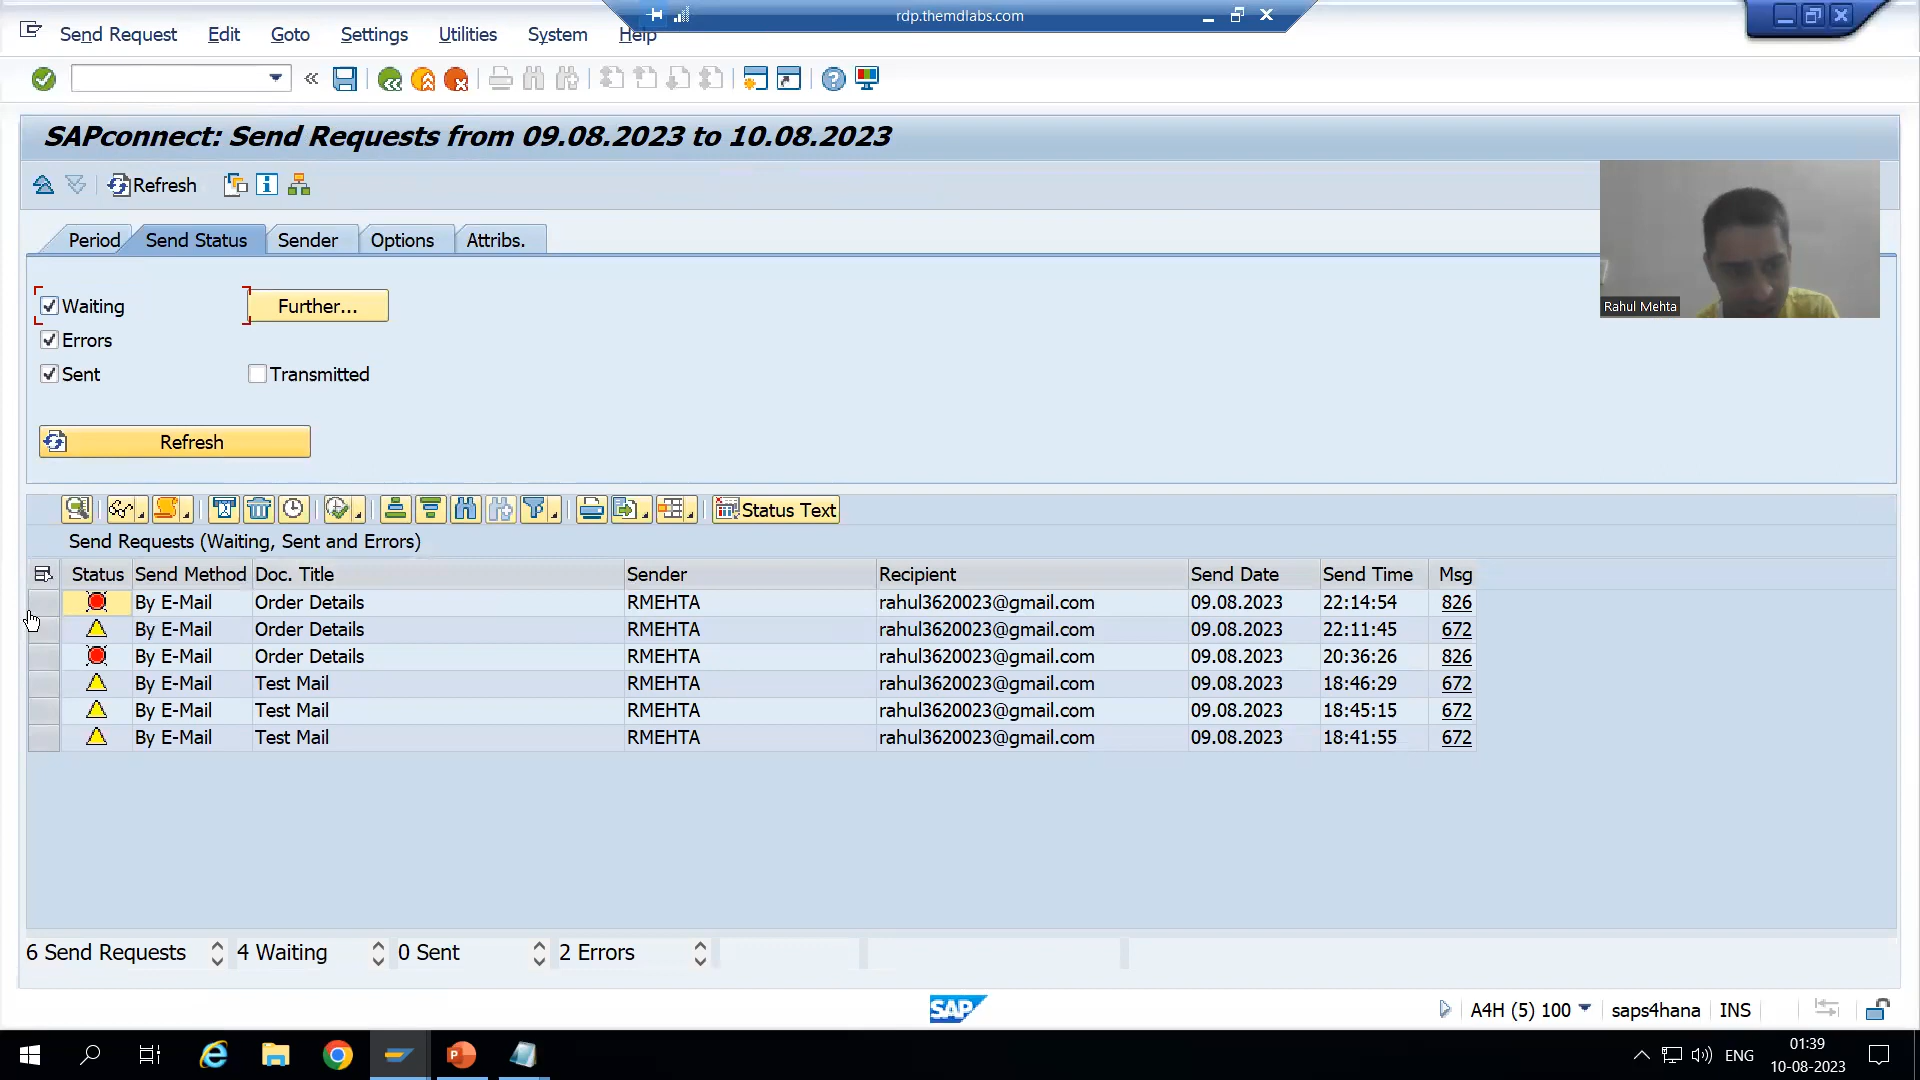 rdp.themdlabs.com
Send Request Edit Goto Settings Utilities System Help
SAPconnect: Send Requests from 09.08.2023 to 10.08.2023
Refresh
Period Send Status Sender Options Attribs.
Waiting Further...
Errors
Sent Transmitted
Rahul Mehta
Refresh
Status Text
Send Requests (Waiting, Sent and Errors)
Status Send Method Doc. Title Sender Recipient Send Date Send Time Msg
By E-Mail Order Details RMEHTA rahul3620023@gmail.com 09.08.2023 22:14:54 826
By E-Mail Order Details RMEHTA rahul3620023@gmail.com 09.08.2023 22:11:45 672
By E-Mail Order Details RMEHTA rahul3620023@gmail.com 09.08.2023 20:36:26 826
By E-Mail Test Mail RMEHTA rahul3620023@gmail.com 09.08.2023 18:46:29 672
By E-Mail Test Mail RMEHTA rahul3620023@gmail.com 09.08.2023 18:45:15 672
By E-Mail Test Mail RMEHTA rahul3620023@gmail.com 09.08.2023 18:41:55 672
6 Send Requests 4 Waiting 0 Sent 2 Errors
SAP
A4H (5) 100 saps4hana INS
ENG
01:39
10-08-2023